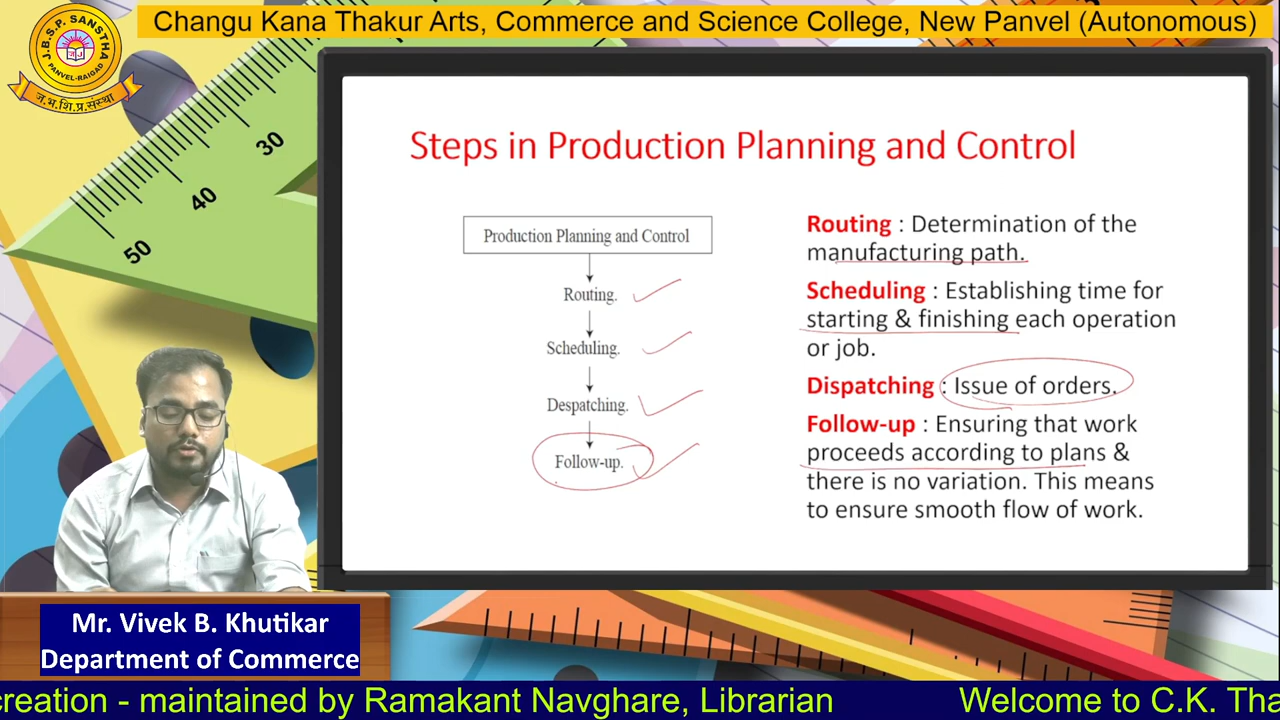 Changu Kana Thakur Arts, Commerce and Science College, New Panvel (Autonomous)
J.B.S.P. SANSTHA
PANVEL-RAIGAD
ज.भ.शि.प्र.संस्था
30
40
50
Steps in Production Planning and Control
Production Planning and Control
Routing.
Scheduling.
Despatching.
Follow-up.
Routing : Determination of the
manufacturing path.
Scheduling : Establishing time for
starting & finishing each operation
or job.
Dispatching : Issue of orders.
Follow-up : Ensuring that work
proceeds according to plans &
there is no variation. This means
to ensure smooth flow of work.
Mr. Vivek B. Khutikar
Department of Commerce
creation - maintained by Ramakant Navghare, Librarian
Welcome to C.K. Tha